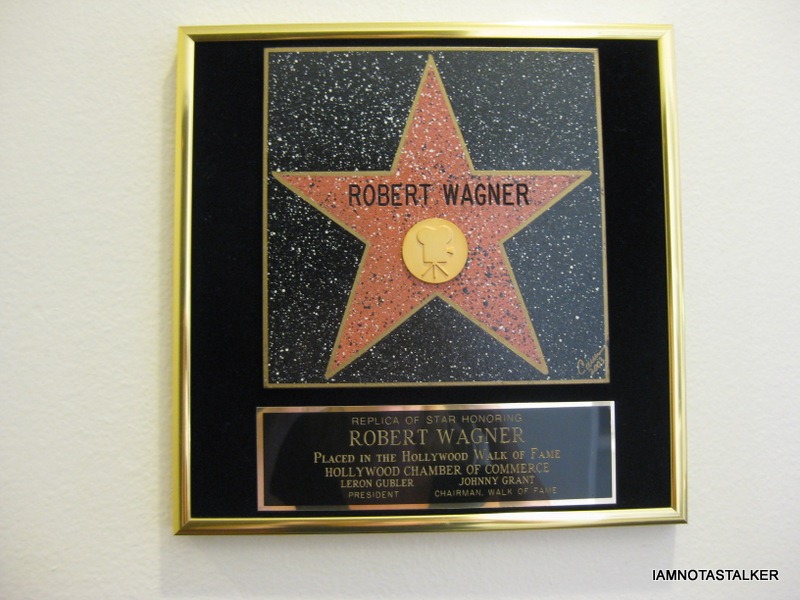 ROBERT WAGNER
REPLICA OF STAR HONORING
ROBERT WAGNER
PLACED IN THE HOLLYWOOD WALK OF FAME
HOLLYWOOD CHAMBER OF COMMERCE
LERON GUBLER JOHNNY GRANT
PRESIDENT CHAIRMAN, WALK OF FAME
IAMNOTASTALKER